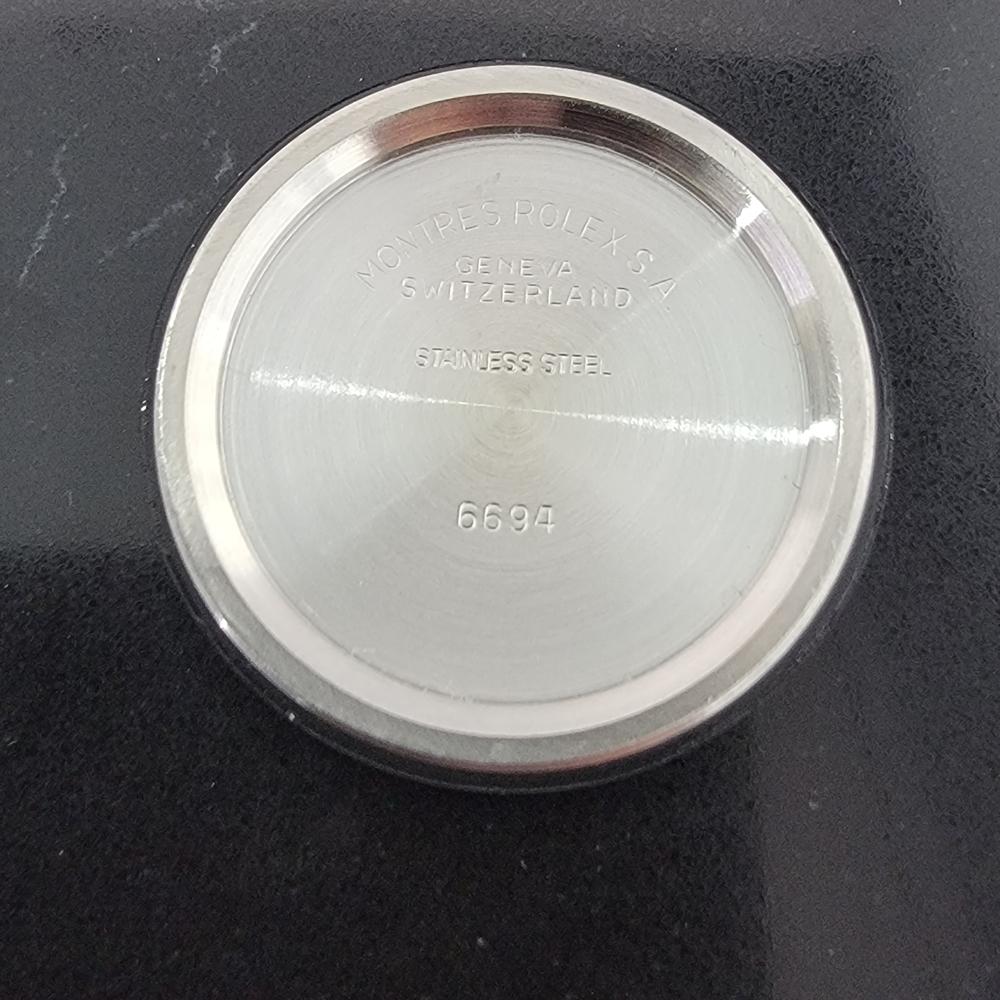 MONTRES ROLEX S.A.
GENEVA
SWITZERLAND
STAINLESS STEEL
6694